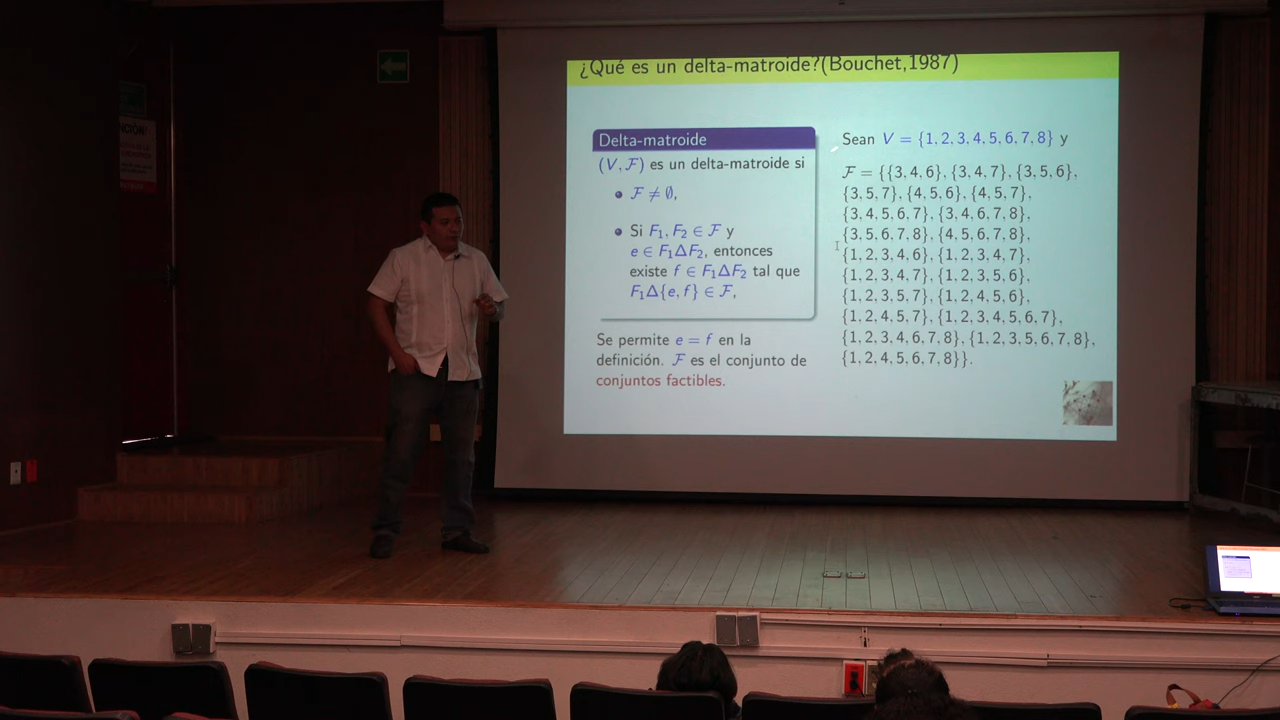 ¿Qué es un delta-matroide?(Bouchet,1987)
Delta-matroide
(V, ℱ) es un delta-matroide si
ℱ ≠ ∅,
Si F₁, F₂ ∈ ℱ y
e ∈ F₁ΔF₂, entonces
existe f ∈ F₁ΔF₂ tal que
F₁Δ{e, f} ∈ ℱ,
Se permite e = f en la
definición. ℱ es el conjunto de
conjuntos factibles.
Sean V = {1, 2, 3, 4, 5, 6, 7, 8} y
ℱ = {{3, 4, 6}, {3, 4, 7}, {3, 5, 6},
{3, 5, 7}, {4, 5, 6}, {4, 5, 7},
{3, 4, 5, 6, 7}, {3, 4, 6, 7, 8},
{3, 5, 6, 7, 8}, {4, 5, 6, 7, 8},
{1, 2, 3, 4, 6}, {1, 2, 3, 4, 7},
{1, 2, 3, 4, 7}, {1, 2, 3, 5, 6},
{1, 2, 3, 5, 7}, {1, 2, 4, 5, 6},
{1, 2, 4, 5, 7}, {1, 2, 3, 4, 5, 6, 7},
{1, 2, 3, 4, 6, 7, 8}, {1, 2, 3, 5, 6, 7, 8},
{1, 2, 4, 5, 6, 7, 8}}.